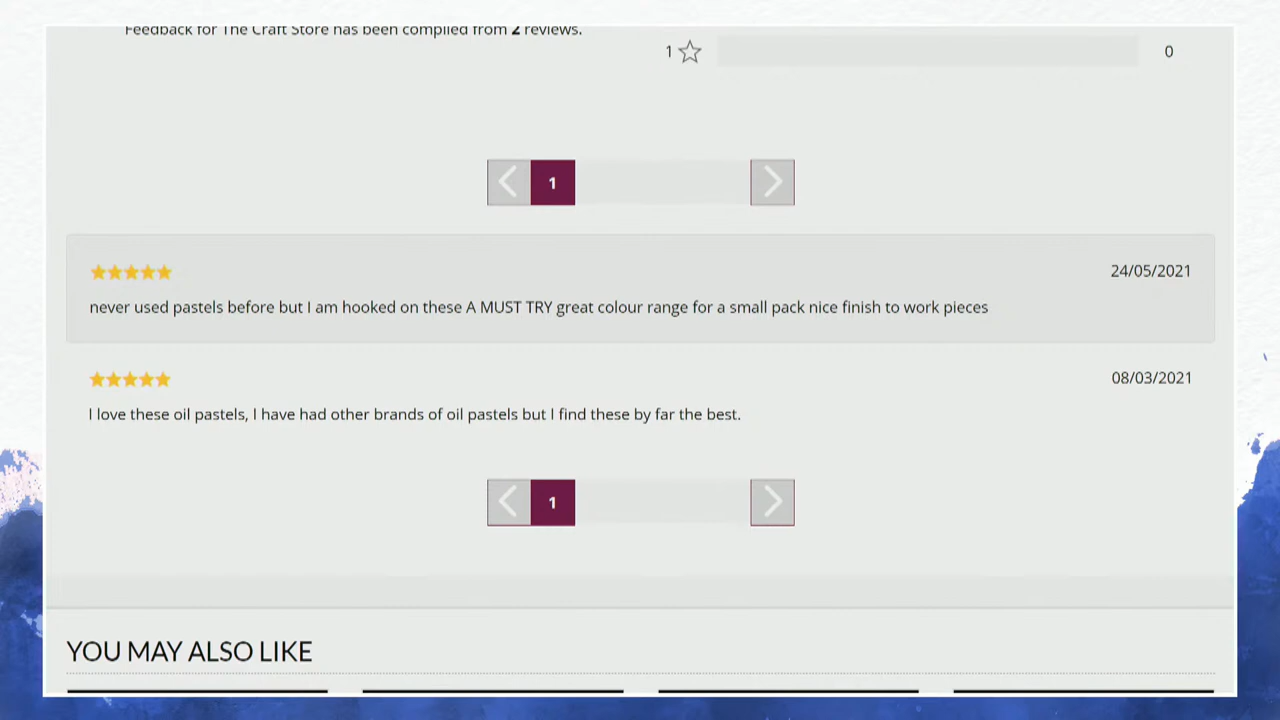 Feedback for The Craft Store has been compiled from 2 reviews.
1 0
1
24/05/2021
never used pastels before but I am hooked on these A MUST TRY great colour range for a small pack nice finish to work pieces
08/03/2021
I love these oil pastels, I have had other brands of oil pastels but I find these by far the best.
1
YOU MAY ALSO LIKE